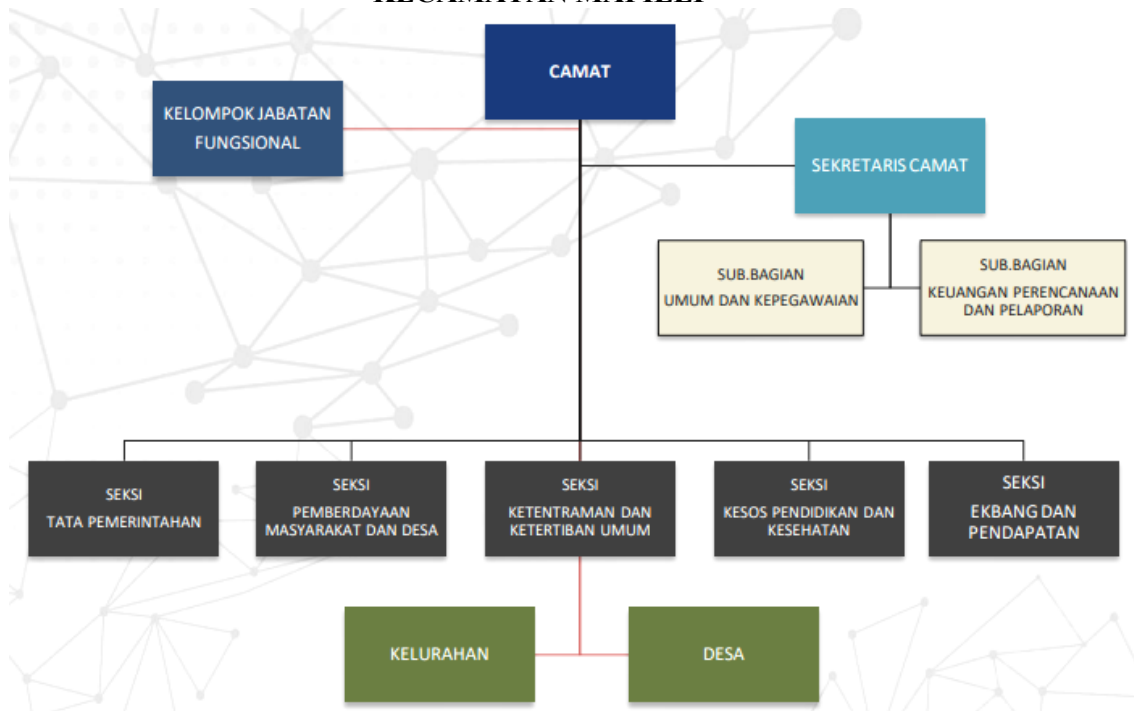 CAMAT
KELOMPOK JABATAN
FUNGSIONAL
SEKRETARIS CAMAT
SUB.BAGIAN
UMUM DAN KEPEGAWAIAN
SUB.BAGIAN
KEUANGAN PERENCANAAN
DAN PELAPORAN
SEKSI
TATA PEMERINTAHAN
SEKSI
PEMBERDAYAAN
MASYARAKAT DAN DESA
SEKSI
KETENTRAMAN DAN
KETERTIBAN UMUM
SEKSI
KESOS PENDIDIKAN DAN
KESEHATAN
SEKSI
EKBANG DAN
PENDAPATAN
KELURAHAN
DESA